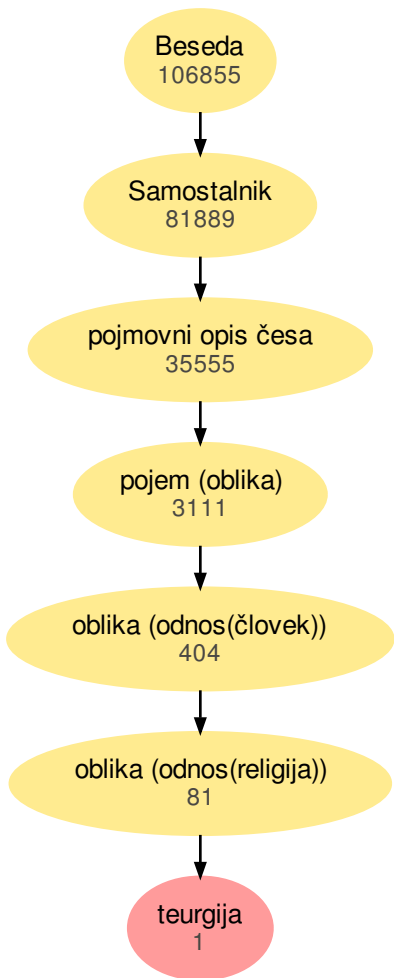 Beseda
106855
Samostalnik
81889
pojmovni opis česa
35555
pojem (oblika)
3111
oblika (odnos(človek))
404
oblika (odnos(religija))
81
teurgija
1